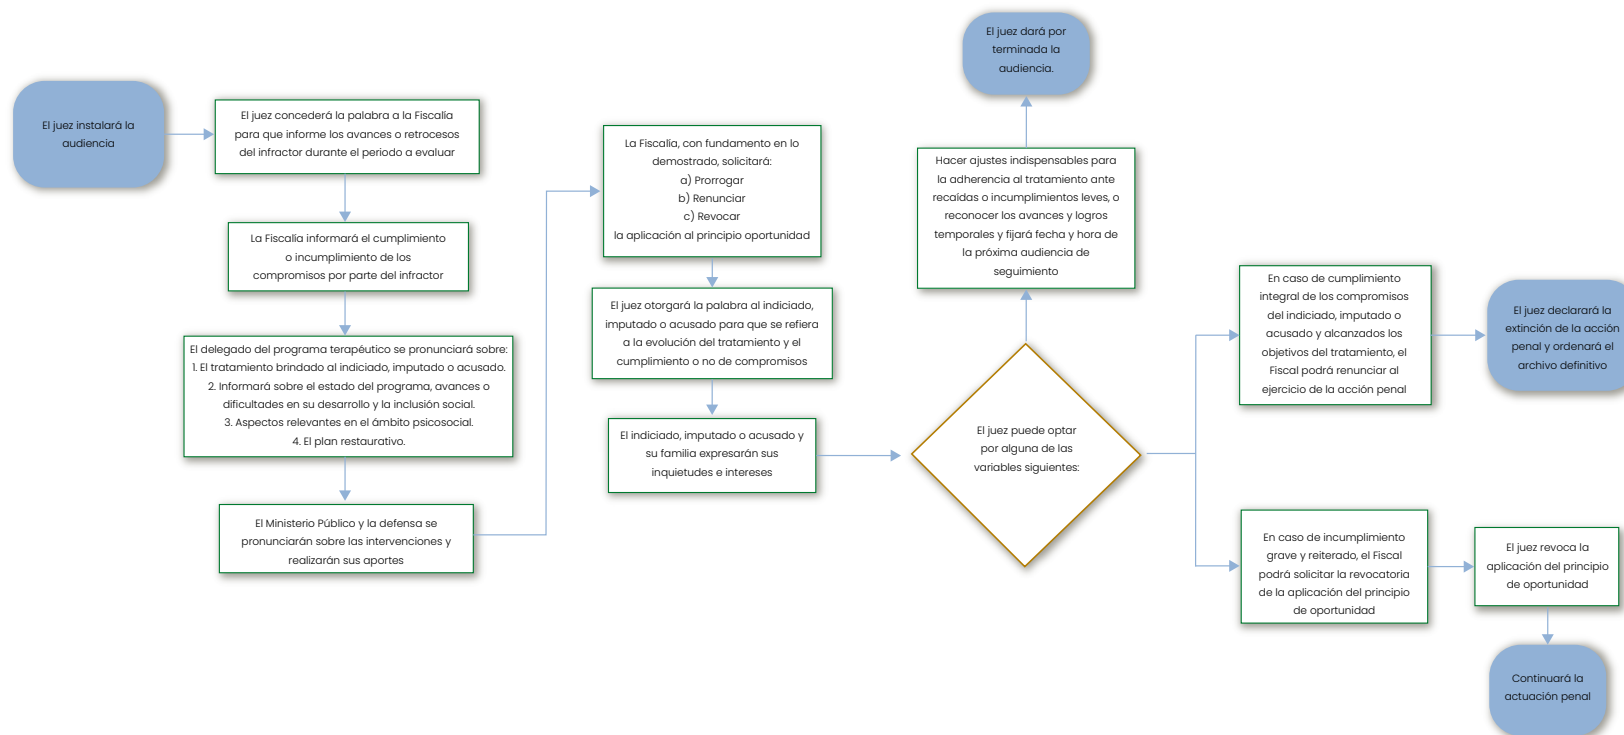 El juez instalará la
audiencia
El juez concederá la palabra a la Fiscalía
para que informe los avances o retrocesos
del infractor durante el periodo a evaluar
La Fiscalía informará el cumplimiento
o incumplimiento de los
compromisos por parte del infractor
El delegado del programa terapéutico se pronunciará sobre:
1. El tratamiento brindado al indiciado, imputado o acusado.
2. Informará sobre el estado del programa, avances o
dificultades en su desarrollo y la inclusión social.
3. Aspectos relevantes en el ámbito psicosocial.
4. El plan restaurativo.
El Ministerio Público y la defensa se
pronunciarán sobre las intervenciones y
realizarán sus aportes
La Fiscalía, con fundamento en lo
demostrado, solicitará:
a) Prorrogar
b) Renunciar
c) Revocar
la aplicación al principio oportunidad
El juez otorgará la palabra al indiciado,
imputado o acusado para que se refiera
a la evolución del tratamiento y el
cumplimiento o no de compromisos
El indiciado, imputado o acusado y
su familia expresarán sus
inquietudes e intereses
El juez puede optar
por alguna de las
variables siguientes:
Hacer ajustes indispensables para
la adherencia al tratamiento ante
recaídas o incumplimientos leves, o
reconocer los avances y logros
temporales y fijará fecha y hora de
la próxima audiencia de
seguimiento
El juez dará por
terminada la
audiencia.
En caso de cumplimiento
integral de los compromisos
del indiciado, imputado o
acusado y alcanzados los
objetivos del tratamiento, el
Fiscal podrá renunciar al
ejercicio de la acción penal
El juez declarará la
extinción de la acción
penal y ordenará el
archivo definitivo
En caso de incumplimiento
grave y reiterado, el Fiscal
podrá solicitar la revocatoria
de la aplicación del principio
de oportunidad
El juez revoca la
aplicación del principio
de oportunidad
Continuará la
actuación penal